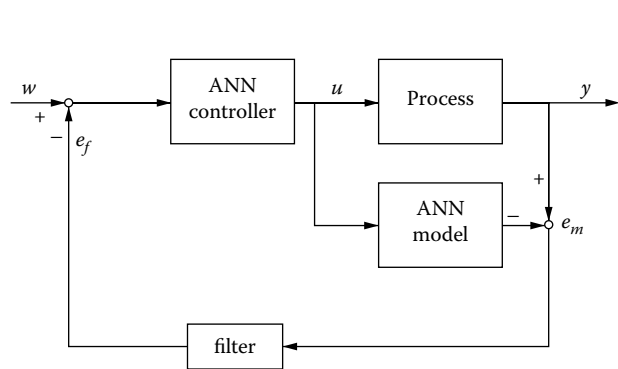 w
+
−
e_f
ANN
controller
u
Process
y
+
ANN
model
−
e_m
filter